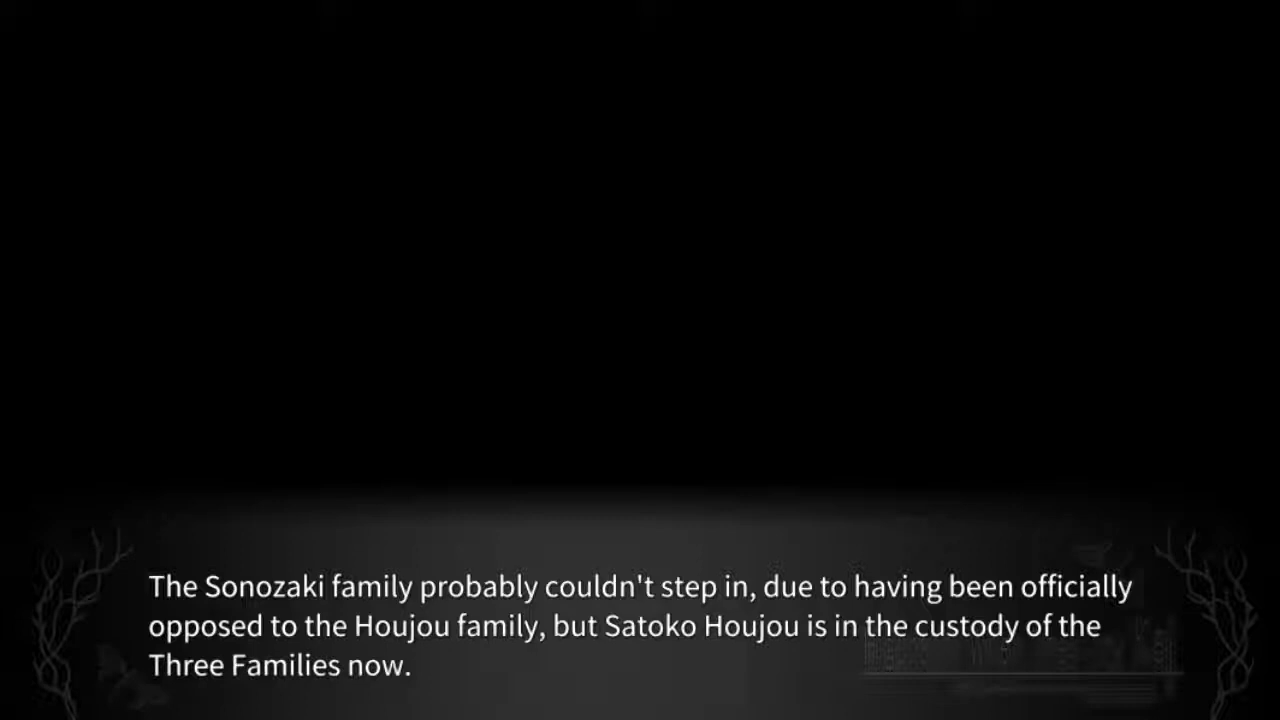 The Sonozaki family probably couldn't step in, due to having been officially
opposed to the Houjou family, but Satoko Houjou is in the custody of the
Three Families now.